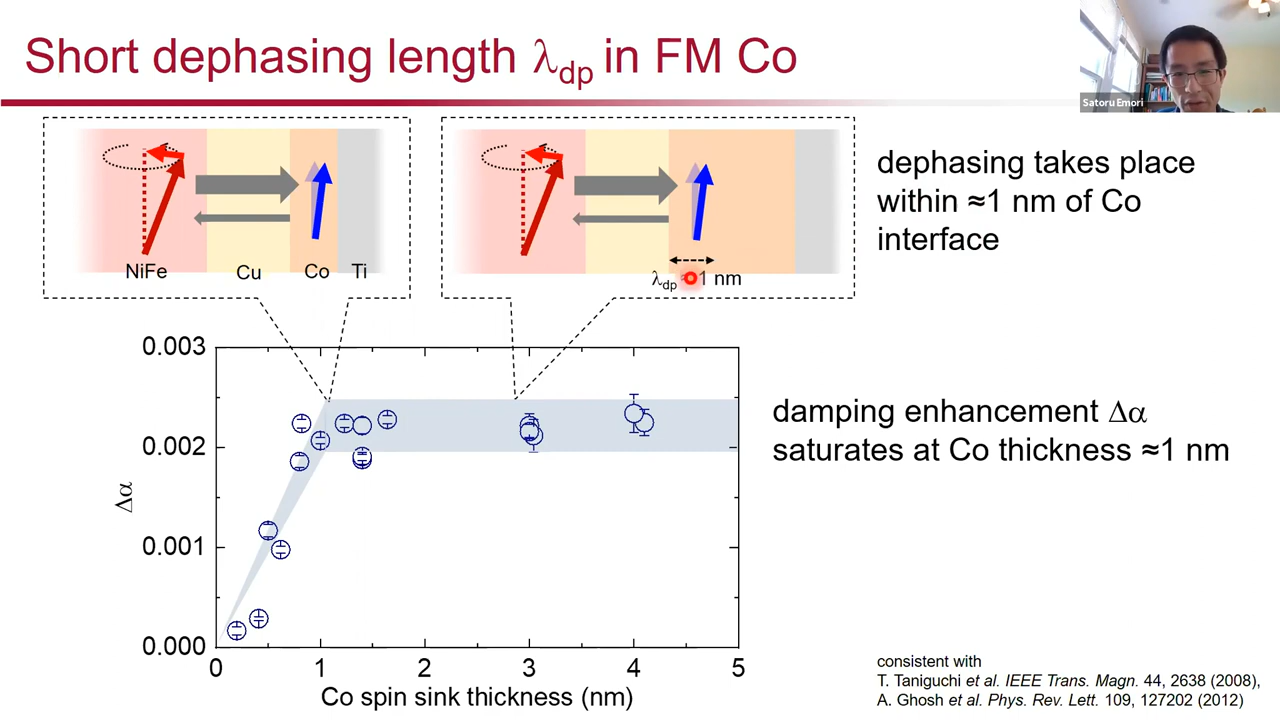 Short dephasing length λdp in FM Co
Satoru Emori
NiFe Cu Co Ti
λdp 1 nm
dephasing takes place
within ≈1 nm of Co
interface
0.003
0.002
0.001
0.000
Δα
0 1 2 3 4 5
Co spin sink thickness (nm)
damping enhancement Δα
saturates at Co thickness ≈1 nm
consistent with
T. Taniguchi et al. IEEE Trans. Magn. 44, 2638 (2008),
A. Ghosh et al. Phys. Rev. Lett. 109, 127202 (2012)